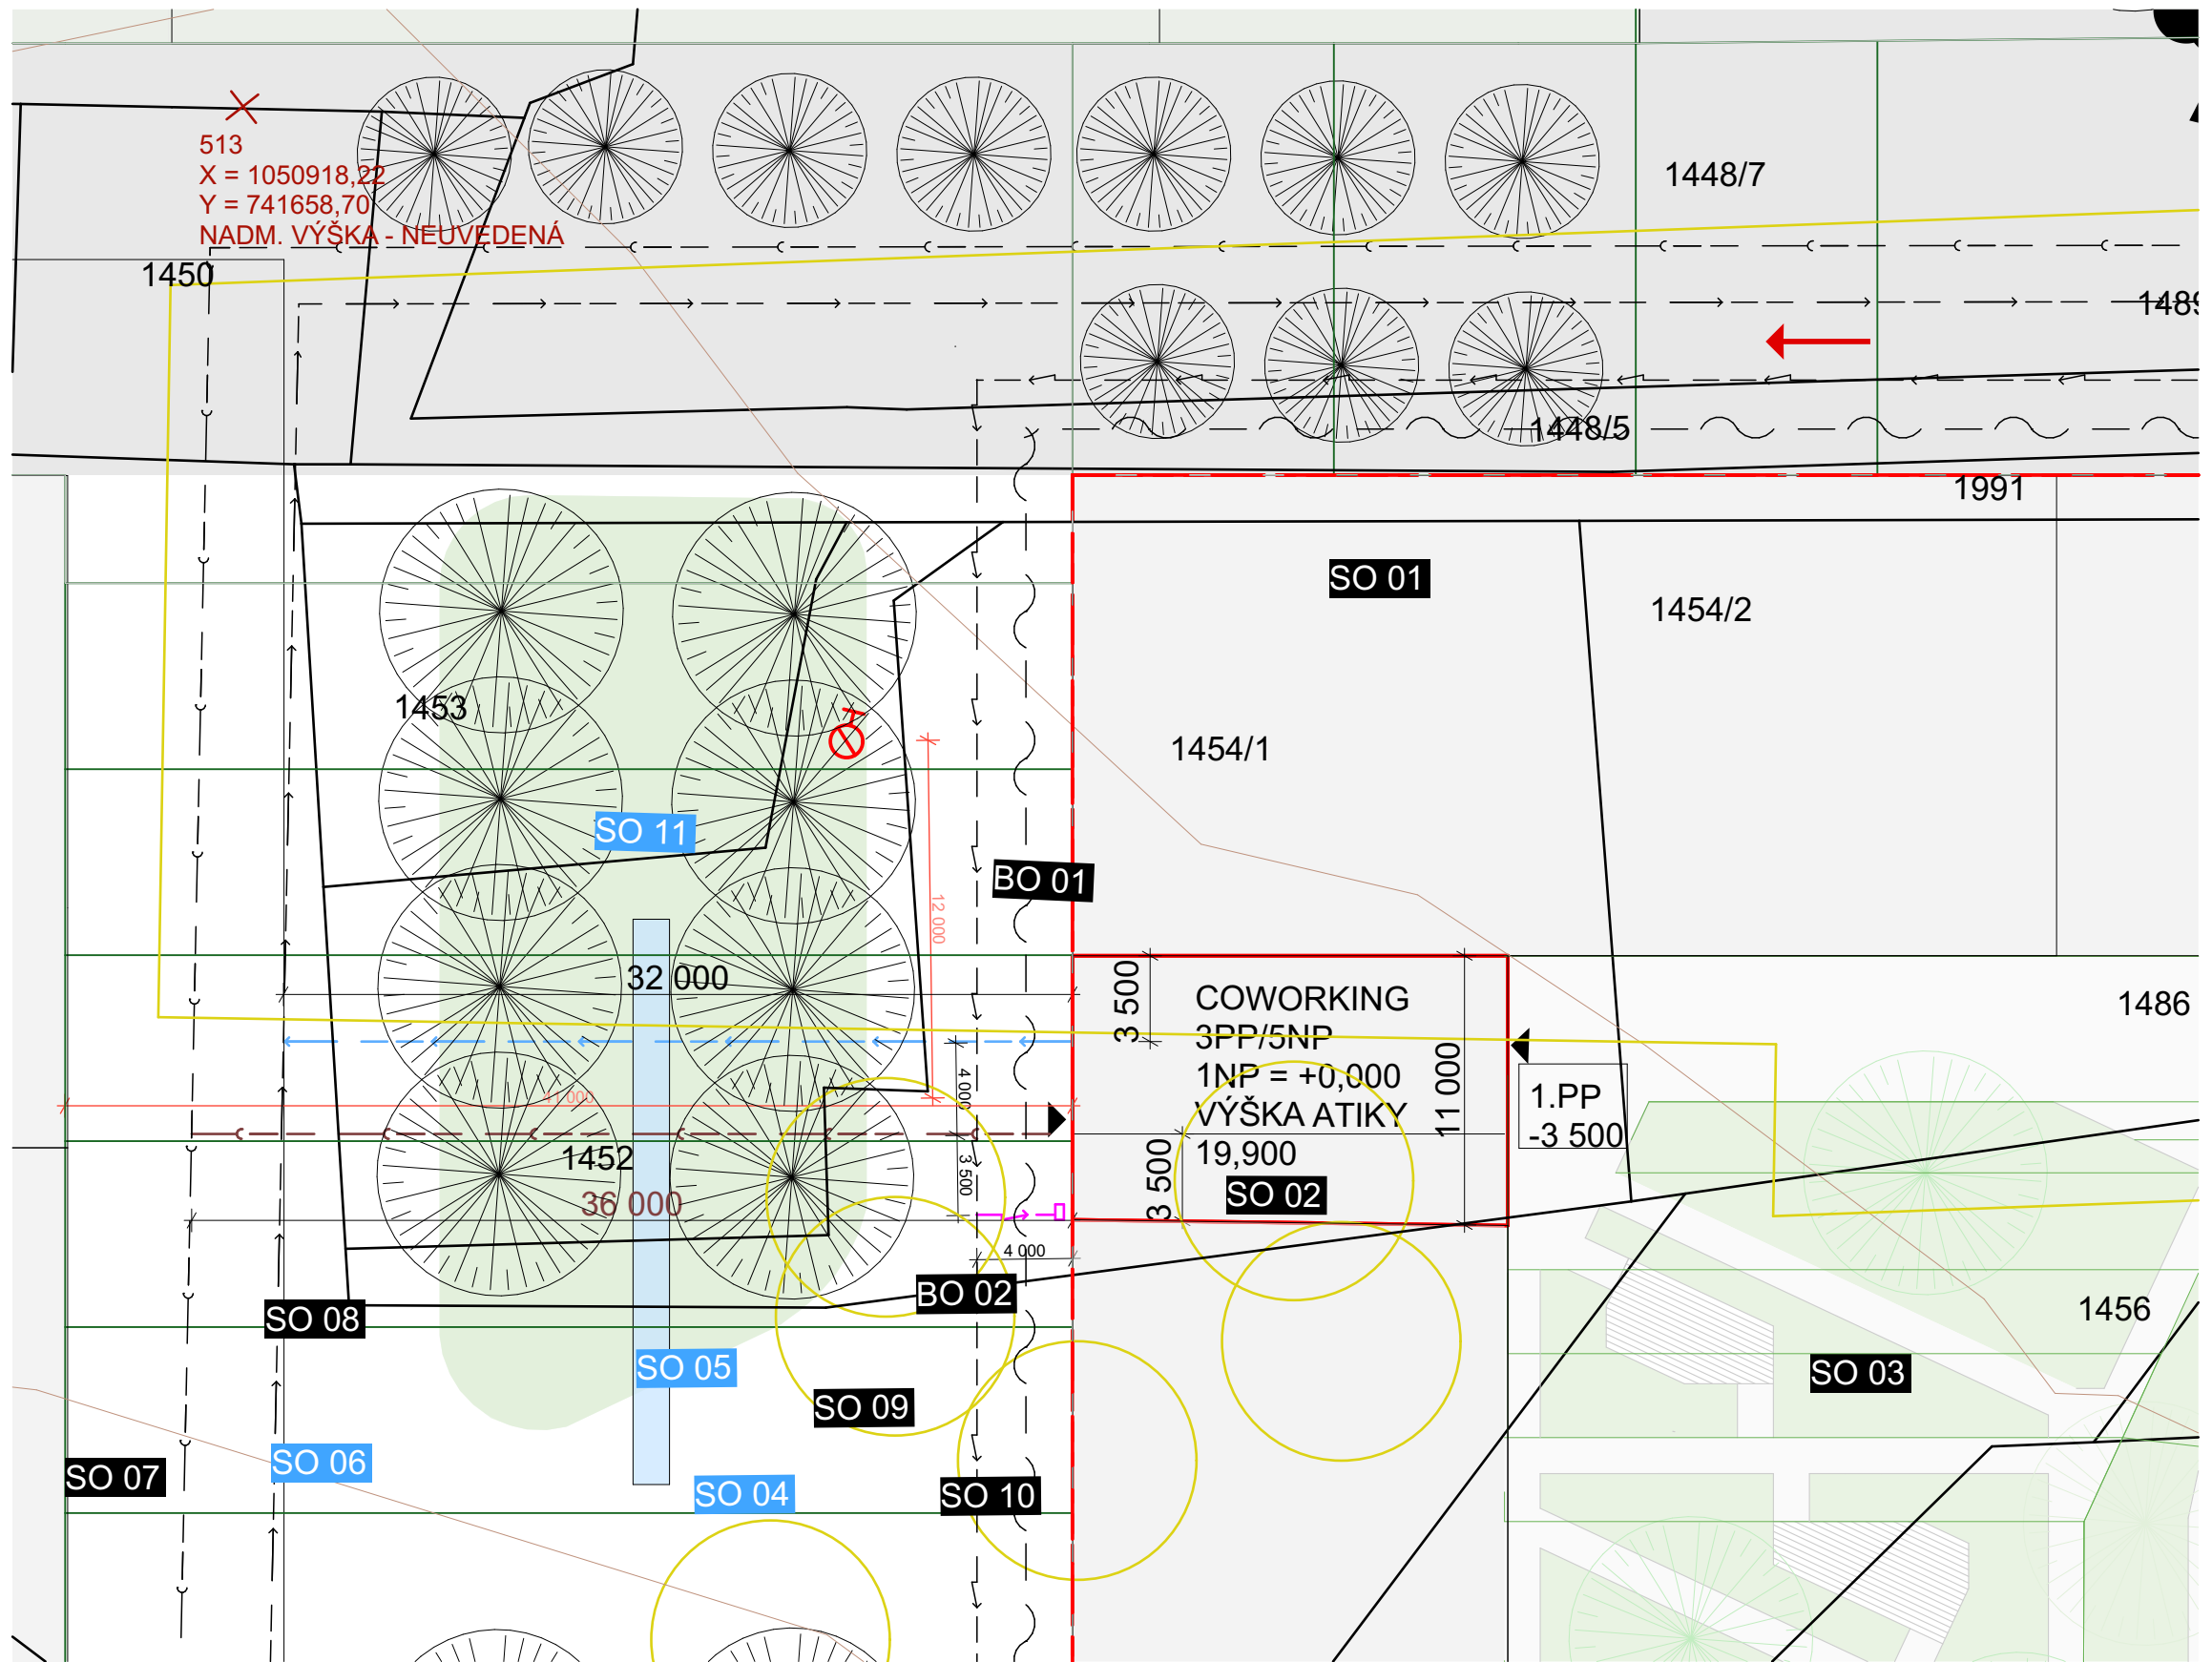 513
X = 1050918,22
Y = 741658,70
NADM. VÝŠKA - NEUVEDENÁ
1448/7
1450
1448/5
1991
SO 01
1454/2
1453
1454/1
SO 11
BO 01
12 000
32 000
3 500
COWORKING
3PP/5NP
1NP = +0,000
VÝŠKA ATIKY
19,900
SO 02
11 000
3 500
1486
1.PP
-3 500
4 000
41 000
1452
3 500
36 000
4 000
BO 02
SO 08
1456
SO 05
SO 03
SO 09
SO 06
SO 07
SO 04
SO 10